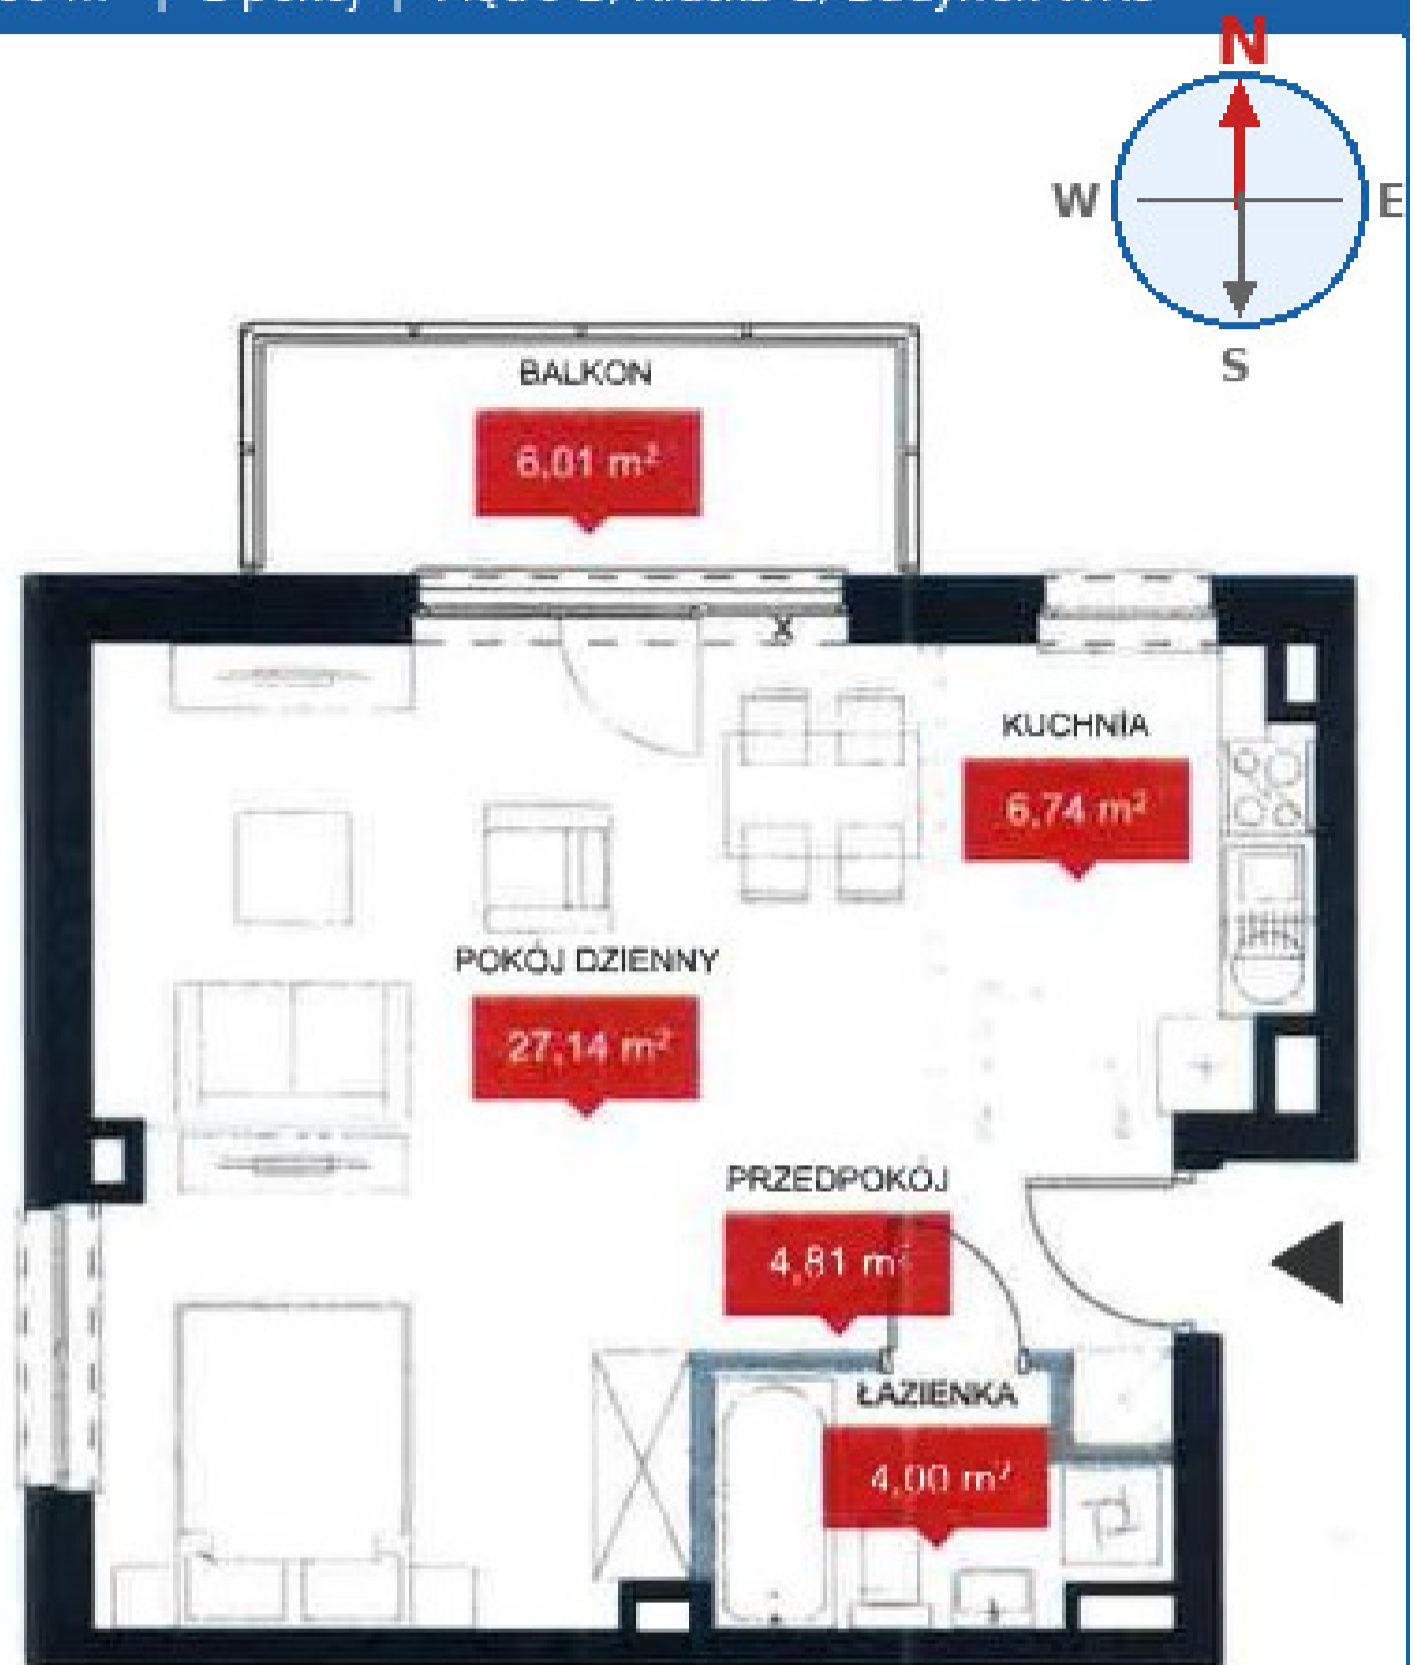 N
W
E
S
BALKON
6,01 m²
KUCHNIA
6,74 m²
POKÓJ DZIENNY
27,14 m²
PRZEDPOKÓJ
4,81 m²
ŁAZIENKA
4,00 m²